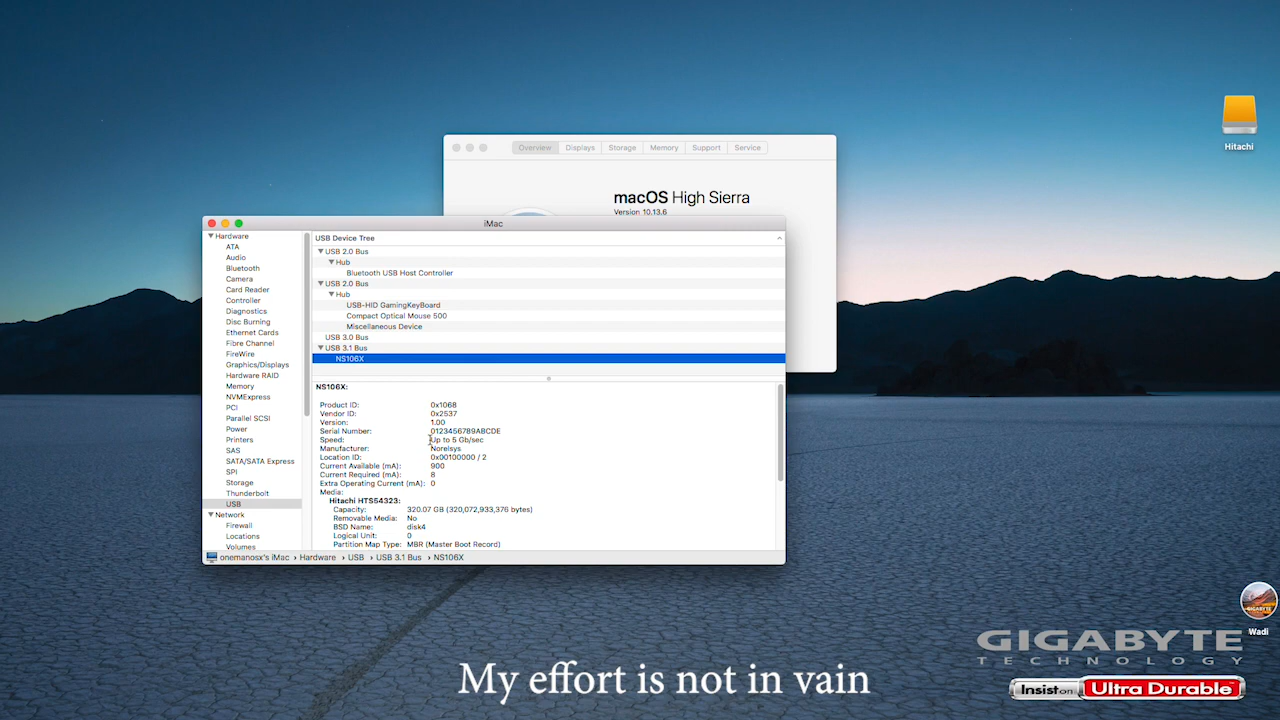 Overview Displays Storage Memory Support Service
macOS High Sierra
Version 10.13.6
Hitachi
iMac
Hardware
ATA
Audio
Bluetooth
Camera
Card Reader
Controller
Diagnostics
Disc Burning
Ethernet Cards
Fibre Channel
FireWire
Graphics/Displays
Hardware RAID
Memory
NVMExpress
PCI
Parallel SCSI
Power
Printers
SAS
SATA/SATA Express
SPI
Storage
Thunderbolt
USB
Network
Firewall
Locations
Volumes
USB Device Tree
USB 2.0 Bus
Hub
Bluetooth USB Host Controller
USB 2.0 Bus
Hub
USB-HID GamingKeyBoard
Compact Optical Mouse 500
Miscellaneous Device
USB 3.0 Bus
USB 3.1 Bus
NS106X
NS106X:
Product ID: 0x1068
Vendor ID: 0x2537
Version: 1.00
Serial Number: 0123456789ABCDE
Speed: Up to 5 Gb/sec
Manufacturer: Norelsys
Location ID: 0x00100000 / 2
Current Available (mA): 900
Current Required (mA): 8
Extra Operating Current (mA): 0
Media:
Hitachi HTS54323:
Capacity: 320.07 GB (320,072,933,376 bytes)
Removable Media: No
BSD Name: disk4
Logical Unit: 0
Partition Map Type: MBR (Master Boot Record)
onemanosx's iMac › Hardware › USB › USB 3.1 Bus › NS106X
GIGABYTE
Wadi
GIGABYTE
TECHNOLOGY
Insist on Ultra Durable™
My effort is not in vain